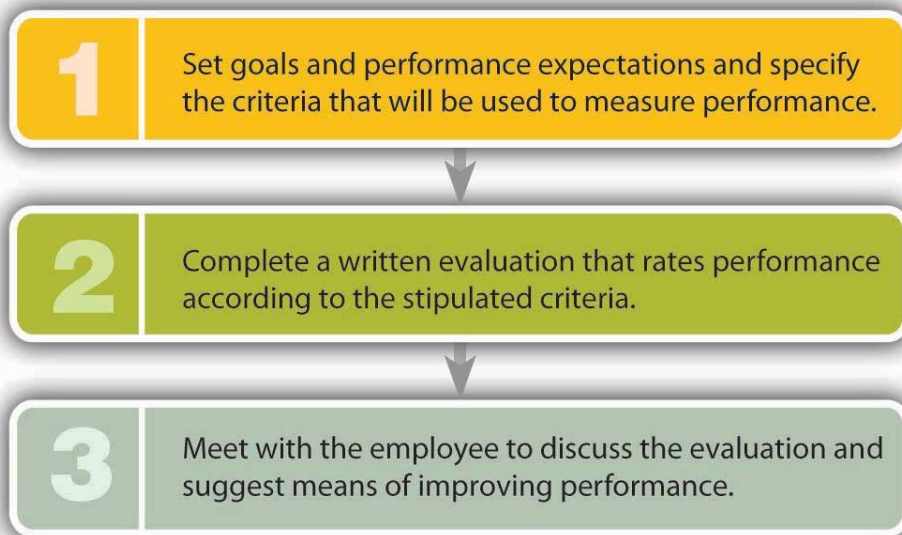 1
Set goals and performance expectations and specify
the criteria that will be used to measure performance.
2
Complete a written evaluation that rates performance
according to the stipulated criteria.
3
Meet with the employee to discuss the evaluation and
suggest means of improving performance.